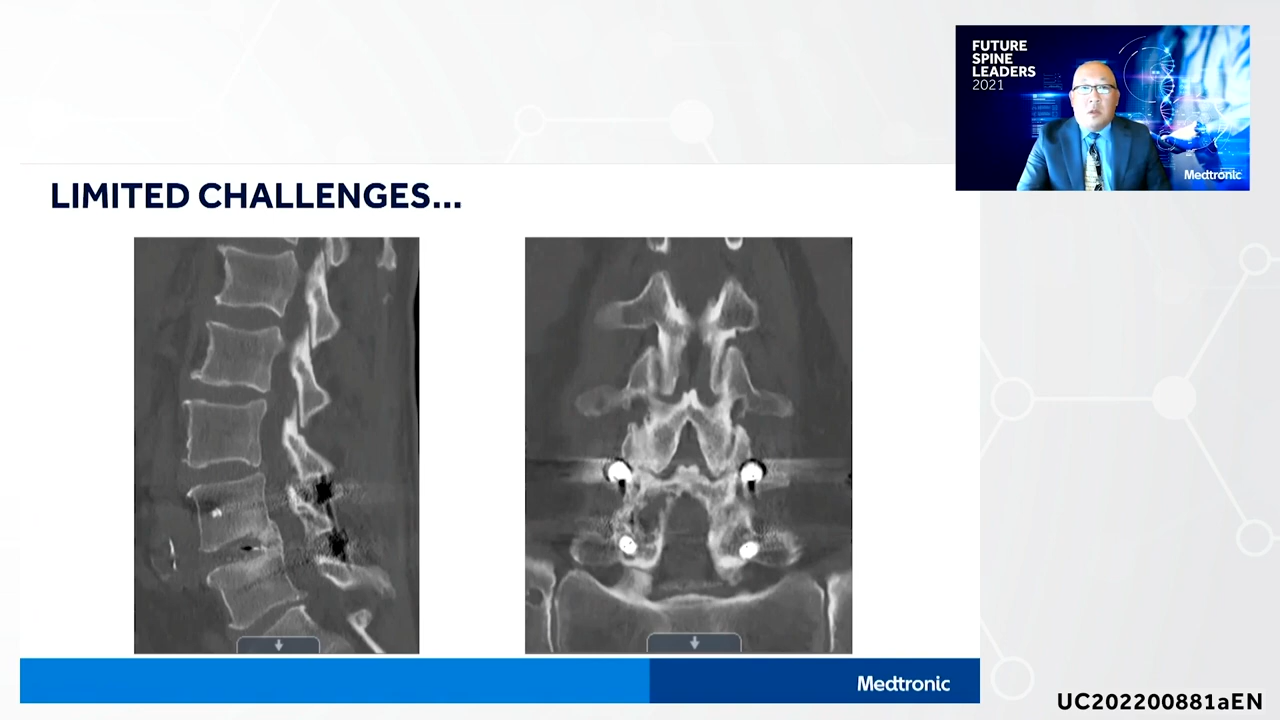 FUTURE
SPINE
LEADERS
2021
Medtronic
LIMITED CHALLENGES...
Medtronic
UC202200881aEN